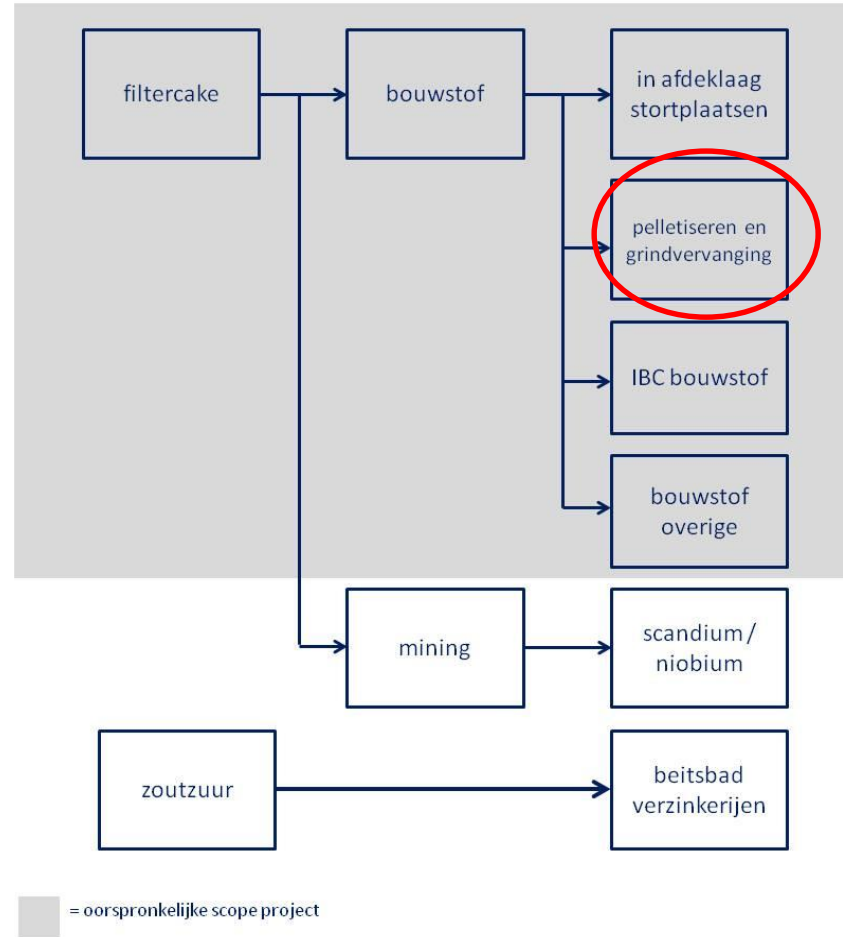 filtercake
bouwstof
in afdeklaag
stortplaatsen
pelletiseren en
grindvervanging
IBC bouwstof
bouwstof
overige
mining
scandium /
niobium
zoutzuur
beitsbad
verzinkerijen
= oorspronkelijke scope project